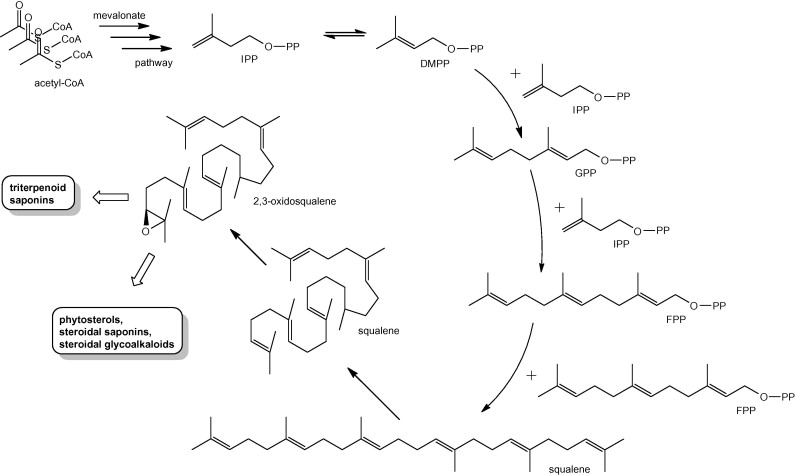 O
CoA
O
O
CoA
S
CoA
S
acetyl-CoA
mevalonate
pathway
O—PP
IPP
O—PP
DMPP
+
O—PP
IPP
O—PP
GPP
+
O—PP
IPP
O—PP
FPP
+
O—PP
FPP
squalene
squalene
2,3-oxidosqualene
O
triterpenoid
saponins
phytosterols,
steroidal saponins,
steroidal glycoalkaloids